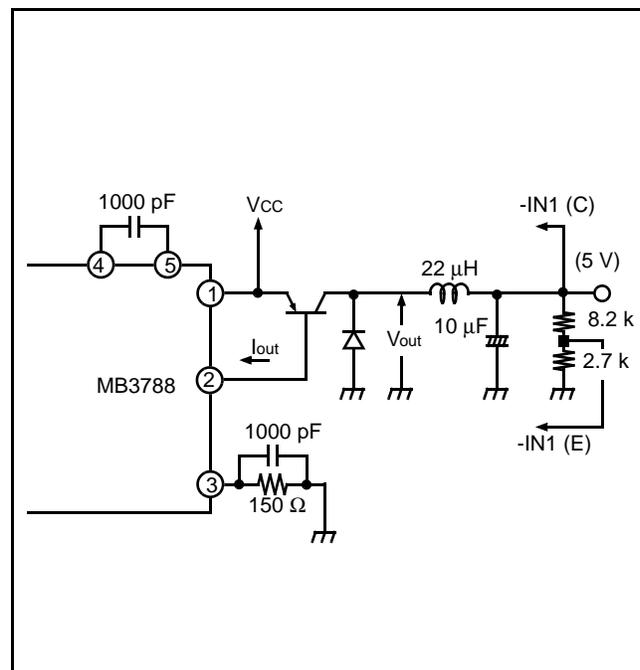 1000 pF
4
5
VCC
-IN1 (C)
(5 V)
1
22 μH
8.2 k
10 μF
Vout
Iout
2.7 k
2
MB3788
-IN1 (E)
1000 pF
3
150 Ω